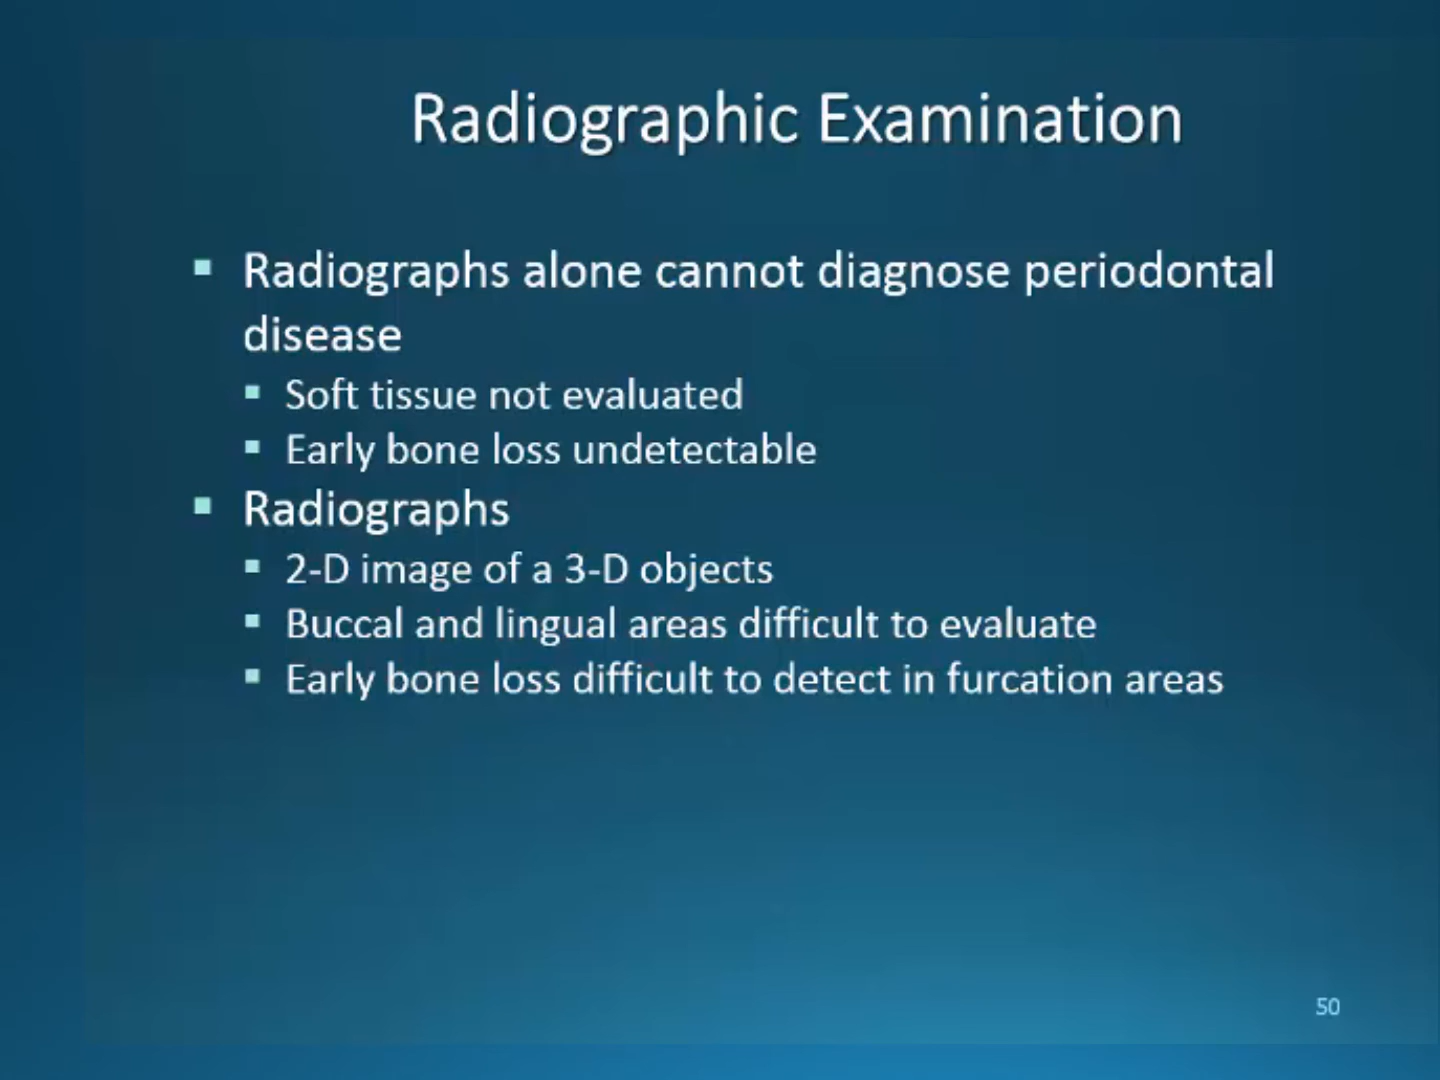 Radiographic Examination
Radiographs alone cannot diagnose periodontal
disease
Soft tissue not evaluated
Early bone loss undetectable
Radiographs
2-D image of a 3-D objects
Buccal and lingual areas difficult to evaluate
Early bone loss difficult to detect in furcation areas
50